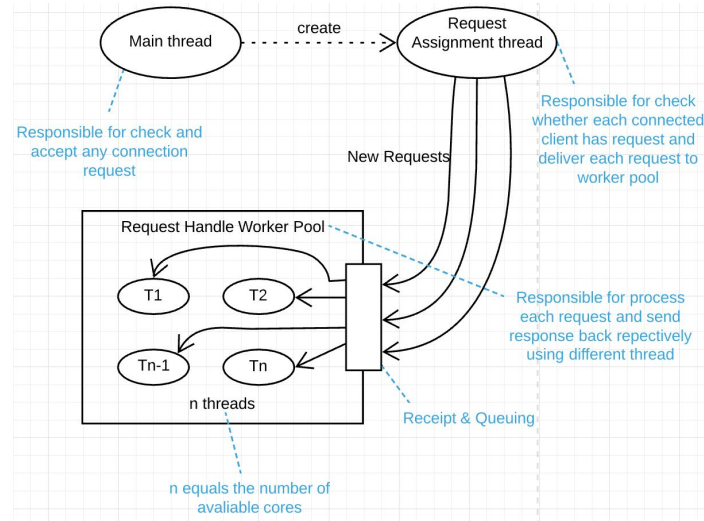 Main thread
create
Request
Assignment thread
Responsible for check and
accept any connection
request
Responsible for check
whether each connected
client has request and
deliver each request to
worker pool
New Requests
Request Handle Worker Pool
T1
T2
Tn-1
Tn
n threads
Responsible for process
each request and send
response back repectively
using different thread
Receipt & Queuing
n equals the number of
avaliable cores